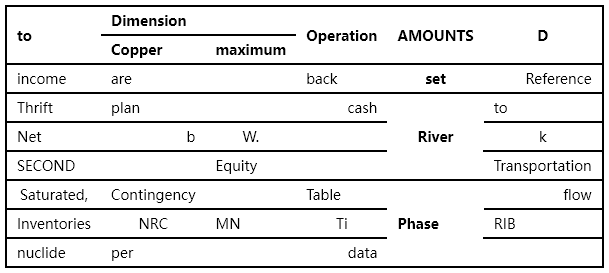 to Dimension Operation AMOUNTS D
Copper maximum
income are back set Reference
Thrift plan cash River to
Net b W. k
SECOND Equity Transportation
Saturated, Contingency Table Phase flow
Inventories NRC MN Ti RIB
nuclide per data